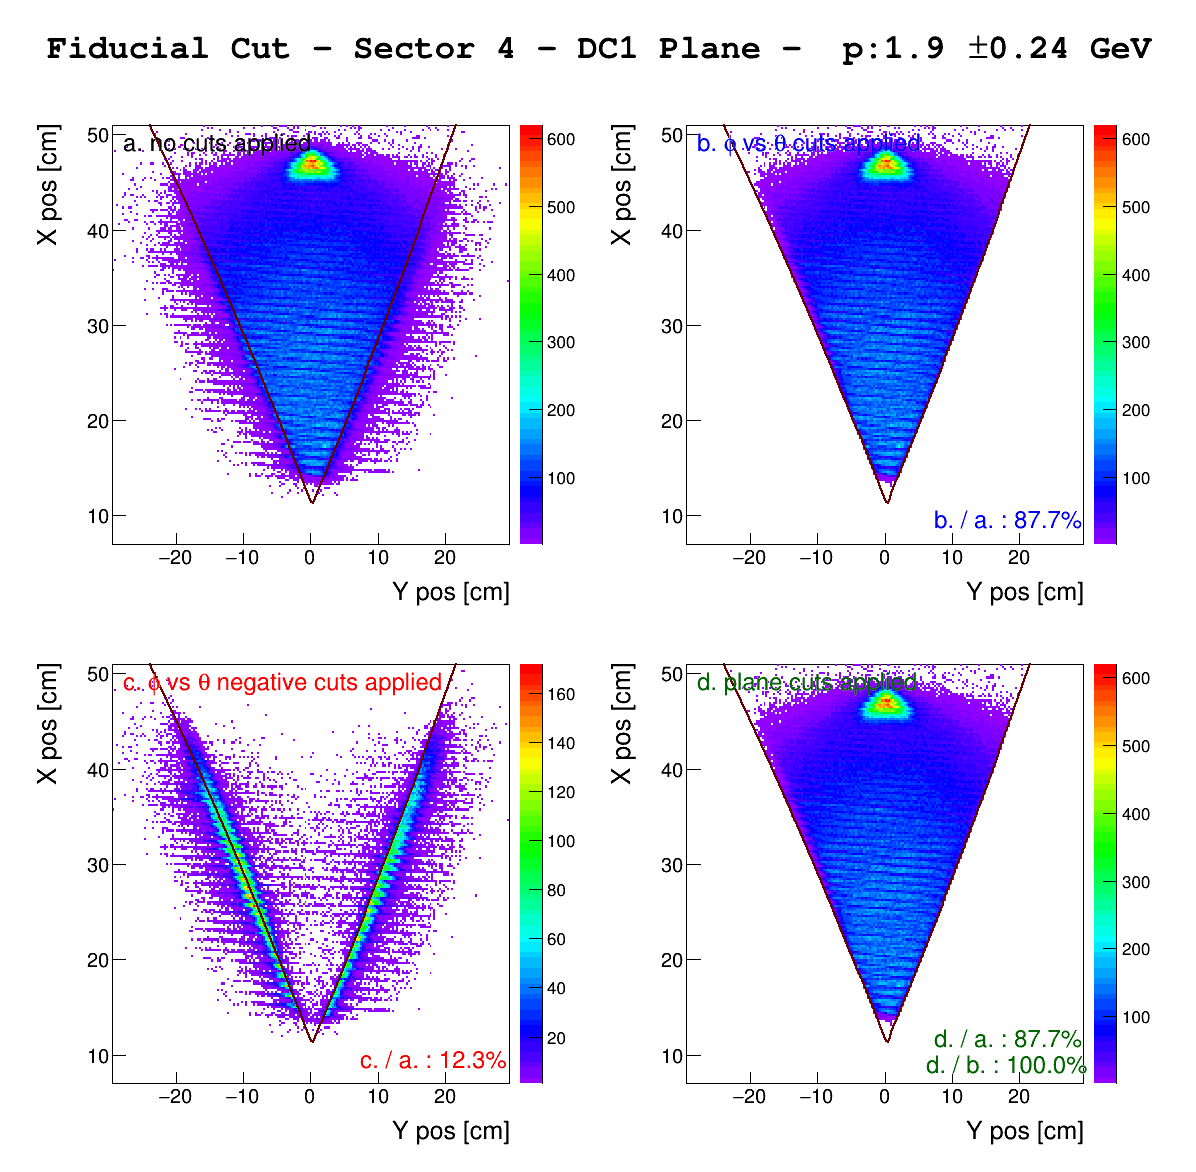 Fiducial Cut – Sector 4 – DC1 Plane – p:1.9 ±0.24 GeV
X pos [cm]
50
40
30
20
10
a. no cuts applied
600
500
400
300
200
100
−20 −10 0 10 20
Y pos [cm]
X pos [cm]
50
40
30
20
10
b. ϕ vs θ cuts applied
b. / a. : 87.7%
600
500
400
300
200
100
−20 −10 0 10 20
Y pos [cm]
X pos [cm]
50
40
30
20
10
c. ϕ vs θ negative cuts applied
c. / a. : 12.3%
160
140
120
100
80
60
40
20
−20 −10 0 10 20
Y pos [cm]
X pos [cm]
50
40
30
20
10
d. plane cuts applied
d. / a. : 87.7%
d. / b. : 100.0%
600
500
400
300
200
100
−20 −10 0 10 20
Y pos [cm]